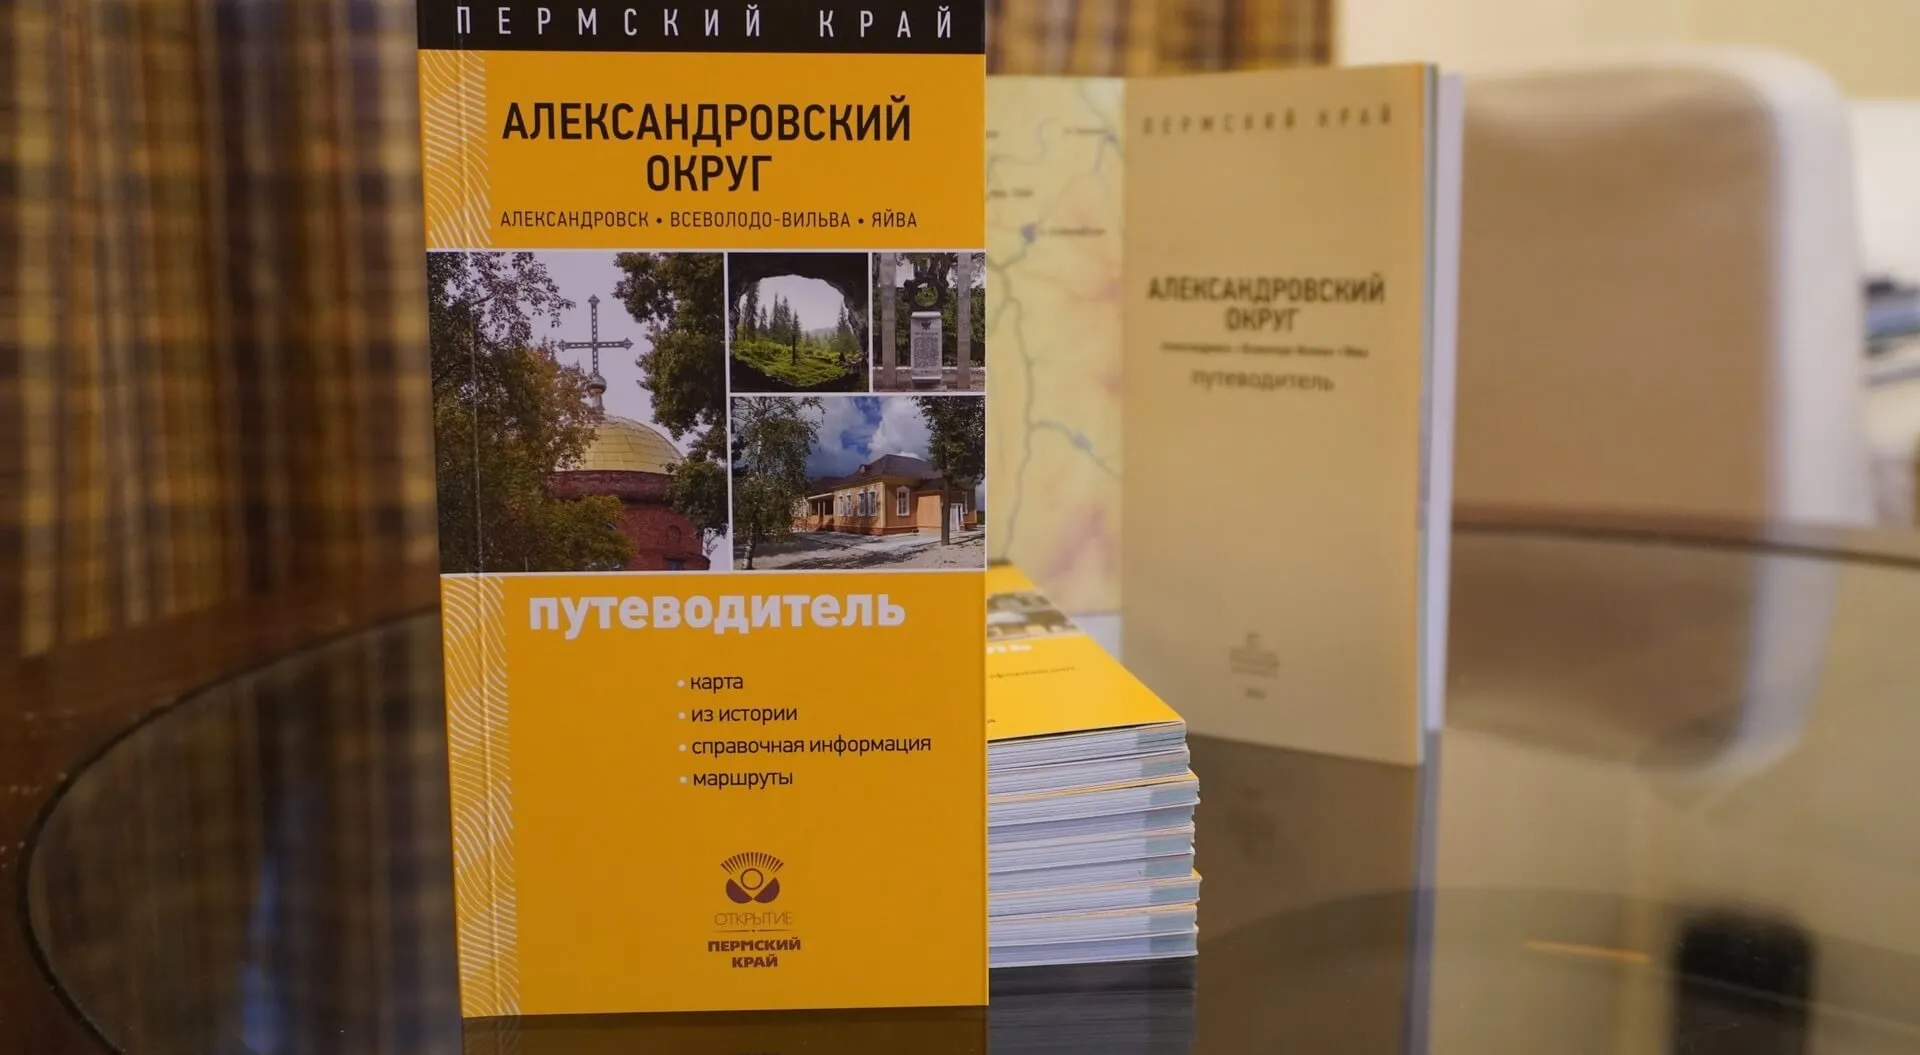 ПЕРМСКИЙ КРАЙ
АЛЕКСАНДРОВСКИЙ
ОКРУГ
АЛЕКСАНДРОВСК • ВСЕВОЛОДО-ВИЛЬВА • ЯЙВА
путеводитель
• карта
• из истории
• справочная информация
• маршруты
ОТКРЫТИЕ
ПЕРМСКИЙ
КРАЙ
ПЕРМСКИЙ КРАЙ
АЛЕКСАНДРОВСКИЙ
ОКРУГ
путеводитель